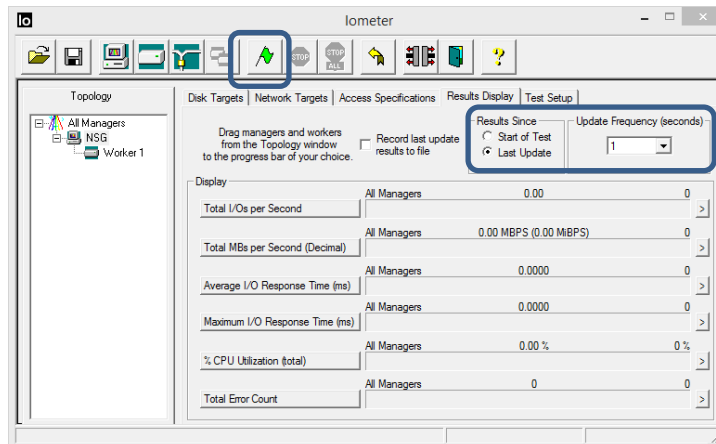 Io
Iometer
STOP
STOP
ALL
?
Topology
All Managers
NSG
Worker 1
Disk Targets
Network Targets
Access Specifications
Results Display
Test Setup
Drag managers and workers
from the Topology window
to the progress bar of your choice.
Record last update
results to file
Results Since
Start of Test
Last Update
Update Frequency (seconds)
1
Display
All Managers 0.00 0
Total I/Os per Second >
All Managers 0.00 MBPS (0.00 MiBPS) 0
Total MBs per Second (Decimal) >
All Managers 0.0000 0
Average I/O Response Time (ms) >
All Managers 0.0000 0
Maximum I/O Response Time (ms) >
All Managers 0.00 % 0 %
% CPU Utilization (total) >
All Managers 0 0
Total Error Count >